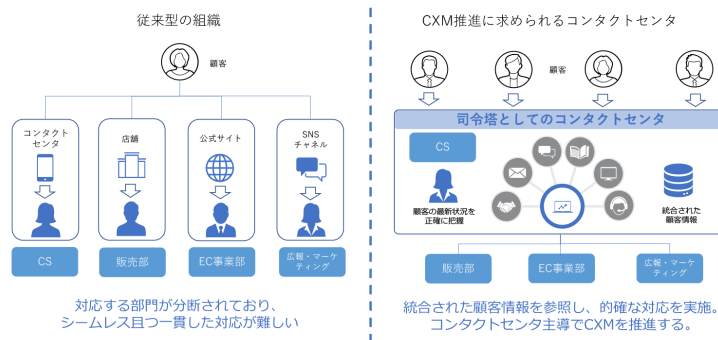 従来型の組織
顧客
コンタクト
センタ
店舗
公式サイト
SNS
チャネル
CS
販売部
EC事業部
広報・マーケ
ティング
対応する部門が分断されており、
シームレス且つ一貫した対応が難しい
CXM推進に求められるコンタクトセンタ
顧客
司令塔としてのコンタクトセンタ
CS
顧客の最新状況を
正確に把握
統合された
顧客情報
販売部
EC事業部
広報・マーケ
ティング
統合された顧客情報を参照し、的確な対応を実施。
コンタクトセンタ主導でCXMを推進する。